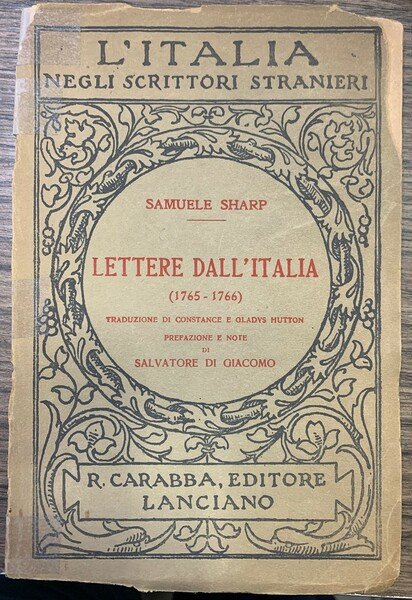 L'ITALIA
NEGLI SCRITTORI STRANIERI
SAMUELE SHARP
LETTERE DALL'ITALIA
(1765-1766)
TRADUZIONE DI CONSTANCE E GLADYS HUTTON
PREFAZIONE E NOTE
DI
SALVATORE DI GIACOMO
R. CARABBA, EDITORE
LANCIANO